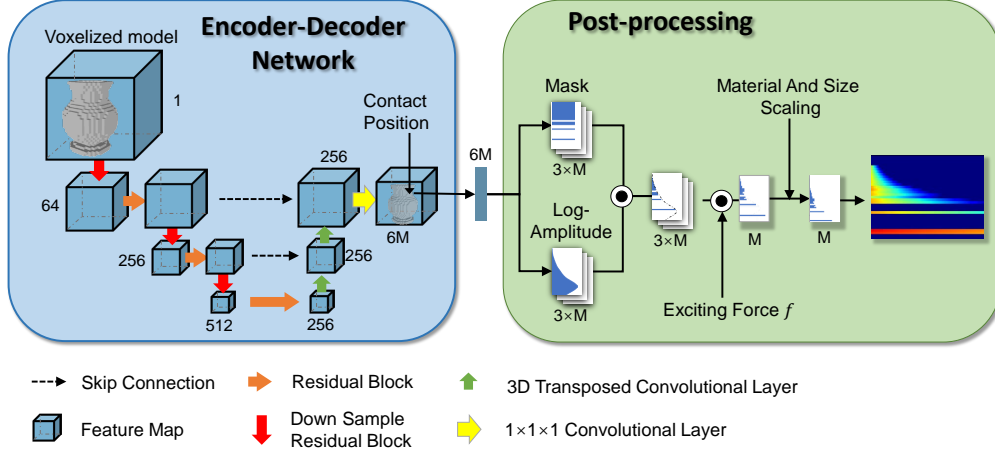 Encoder-Decoder
Network
Voxelized model
1
Contact
Position
256
64
6M
256
256
512
256
6M
Post-processing
Mask
3×M
Log-
Amplitude
3×M
3×M
Material And Size
Scaling
M
M
Exciting Force f
Skip Connection
Residual Block
3D Transposed Convolutional Layer
Feature Map
Down Sample
Residual Block
1×1×1 Convolutional Layer